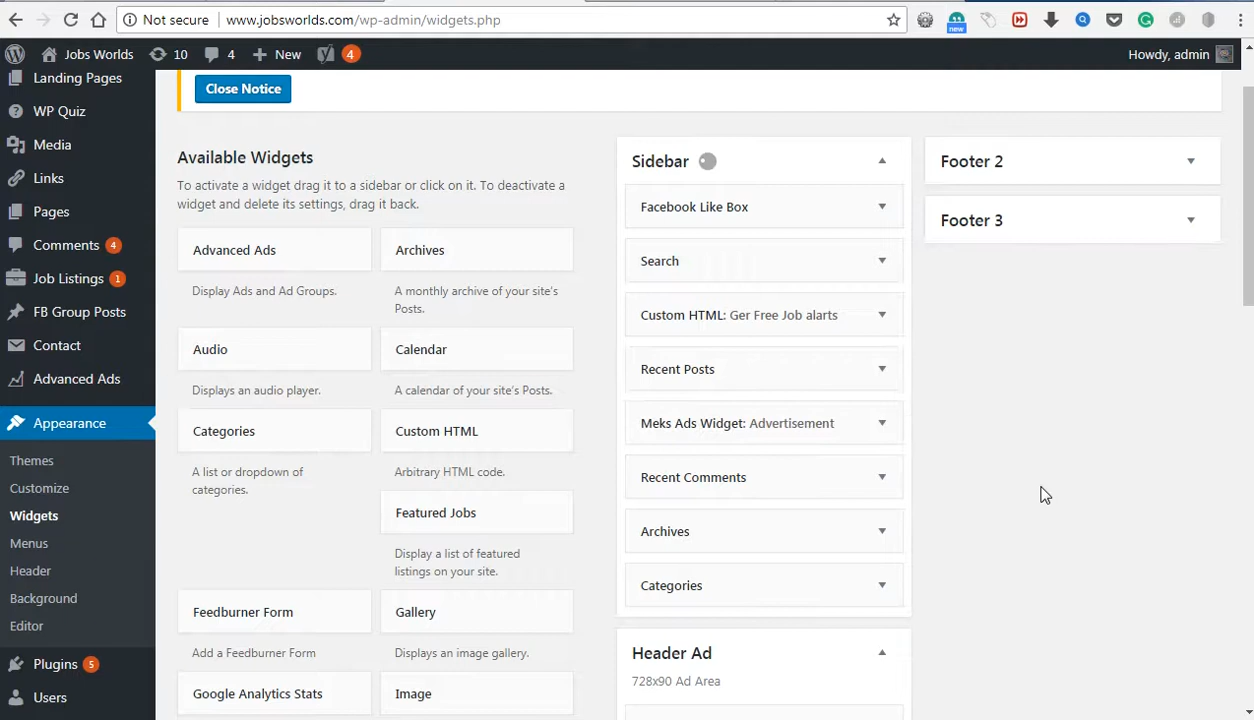 Not secure www.jobsworlds.com/wp-admin/widgets.php
new
Jobs Worlds 10 4 New 4 Howdy, admin
Landing Pages
WP Quiz
Media
Links
Pages
Comments 4
Job Listings 1
FB Group Posts
Contact
Advanced Ads
Appearance
Themes
Customize
Widgets
Menus
Header
Background
Editor
Plugins 5
Users
Close Notice
Available Widgets
To activate a widget drag it to a sidebar or click on it. To deactivate a
widget and delete its settings, drag it back.
Advanced Ads Archives
Display Ads and Ad Groups. A monthly archive of your site's
Posts.
Audio Calendar
Displays an audio player. A calendar of your site's Posts.
Categories Custom HTML
A list or dropdown of Arbitrary HTML code.
categories.
Featured Jobs
Display a list of featured
listings on your site.
Feedburner Form Gallery
Add a Feedburner Form Displays an image gallery.
Google Analytics Stats Image
Sidebar
Facebook Like Box
Search
Custom HTML: Ger Free Job alarts
Recent Posts
Meks Ads Widget: Advertisement
Recent Comments
Archives
Categories
Header Ad
728x90 Ad Area
Footer 2
Footer 3